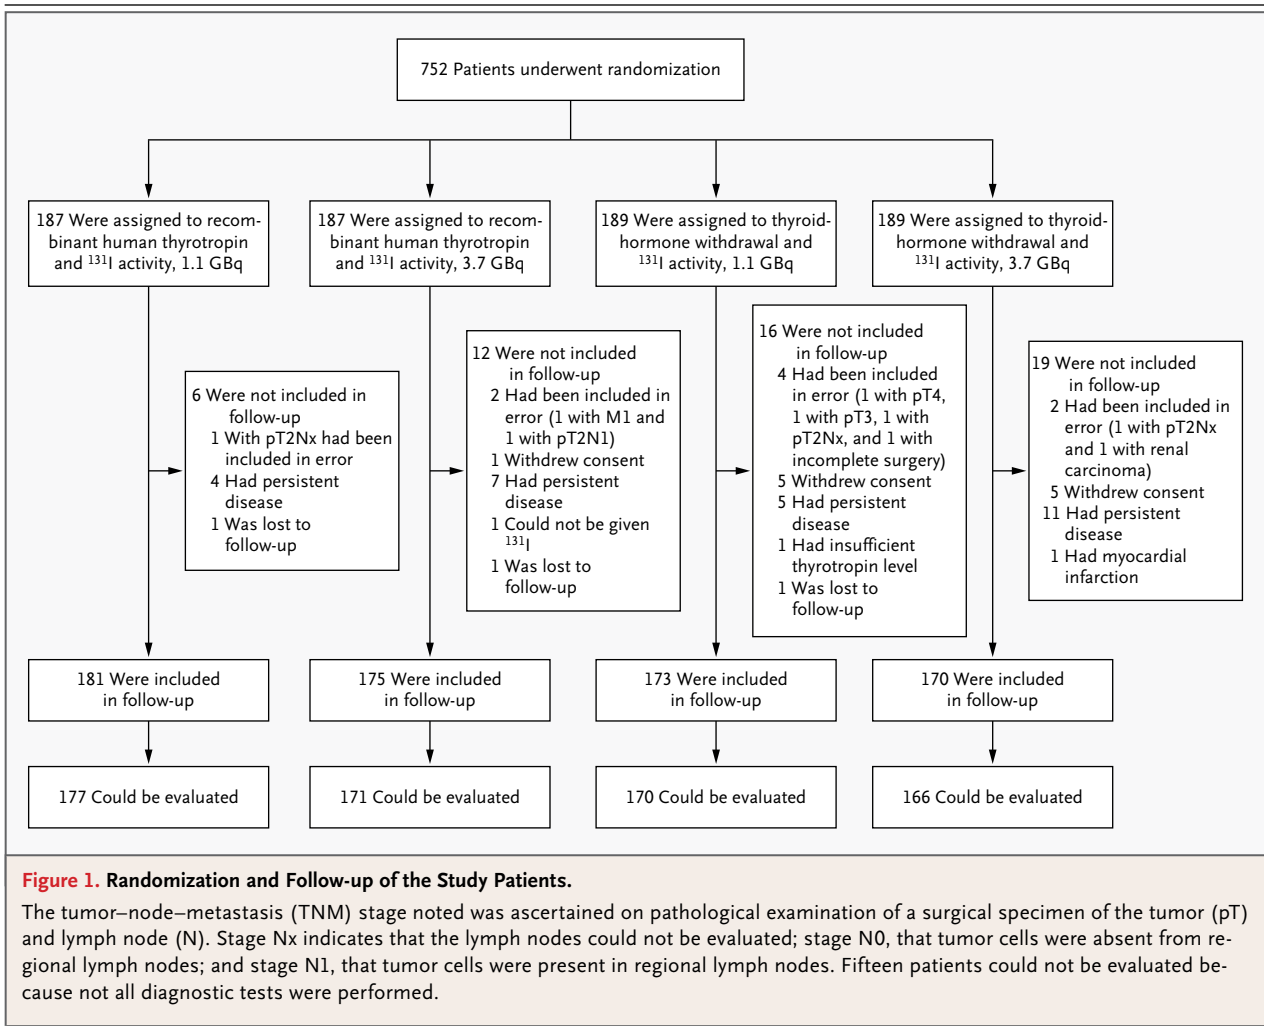 752 Patients underwent randomization
187 Were assigned to recom-
binant human thyrotropin
and ¹³¹I activity, 1.1 GBq
187 Were assigned to recom-
binant human thyrotropin
and ¹³¹I activity, 3.7 GBq
189 Were assigned to thyroid-
hormone withdrawal and
¹³¹I activity, 1.1 GBq
189 Were assigned to thyroid-
hormone withdrawal and
¹³¹I activity, 3.7 GBq
6 Were not included in
follow-up
1 With pT2Nx had been
included in error
4 Had persistent
disease
1 Was lost to
follow-up
12 Were not included
in follow-up
2 Had been included in
error (1 with M1 and
1 with pT2N1)
1 Withdrew consent
7 Had persistent
disease
1 Could not be given
¹³¹I
1 Was lost to
follow-up
16 Were not included
in follow-up
4 Had been included
in error (1 with pT4,
1 with pT3, 1 with
pT2Nx, and 1 with
incomplete surgery)
5 Withdrew consent
5 Had persistent
disease
1 Had insufficient
thyrotropin level
1 Was lost to
follow-up
19 Were not included
in follow-up
2 Had been included in
error (1 with pT2Nx
and 1 with renal
carcinoma)
5 Withdrew consent
11 Had persistent
disease
1 Had myocardial
infarction
181 Were included
in follow-up
175 Were included
in follow-up
173 Were included
in follow-up
170 Were included
in follow-up
177 Could be evaluated
171 Could be evaluated
170 Could be evaluated
166 Could be evaluated
Figure 1. Randomization and Follow-up of the Study Patients.
The tumor–node–metastasis (TNM) stage noted was ascertained on pathological examination of a surgical specimen of the tumor (pT)
and lymph node (N). Stage Nx indicates that the lymph nodes could not be evaluated; stage N0, that tumor cells were absent from re-
gional lymph nodes; and stage N1, that tumor cells were present in regional lymph nodes. Fifteen patients could not be evaluated be-
cause not all diagnostic tests were performed.